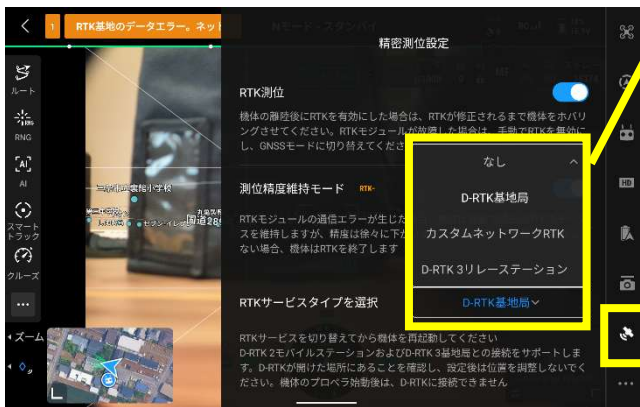 1 RTK基地のデータエラー。ネット
Nモード - スタンバイ
精密測位設定
ルート
RNG
AI
スマート
トラック
クルーズ
ズーム
RTK測位
機体の離陸後にRTKを有効にした場合は、RTKが修正されるまで機体をホバリ
ングさせてください。RTKモジュールが故障した場合は、手動でRTKを無効に
し、GNSSモードに切り替えてくださ
測位精度維持モード RTK-
RTKモジュールの通信エラーが生じた
スを維持しますが、精度は徐々に下が
ない場合、機体はRTKを終了します
なし
D-RTK基地局
カスタムネットワークRTK
D-RTK 3リレーステーション
RTKサービスタイプを選択
D-RTK基地局
RTKサービスを切り替えてから機体を再起動してください
D-RTK 2モバイルステーションおよびD-RTK 3基地局との接続をサポートしま
す。D-RTKが開けた場所にあることを確認し、設定後は位置を調整しないでく
ださい。機体のプロペラ始動後は、D-RTKに接続できません
HD